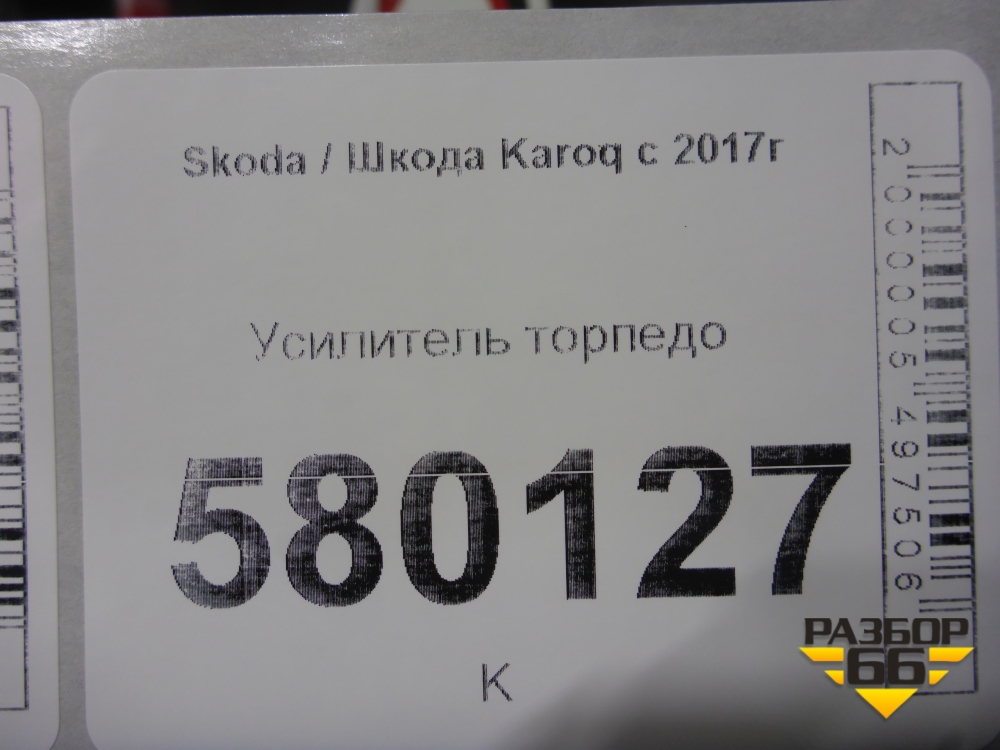 Skoda / Шкода Karoq с 2017г
Усилитель торпедо
580127
К
2000005497506
РАЗБОР
66